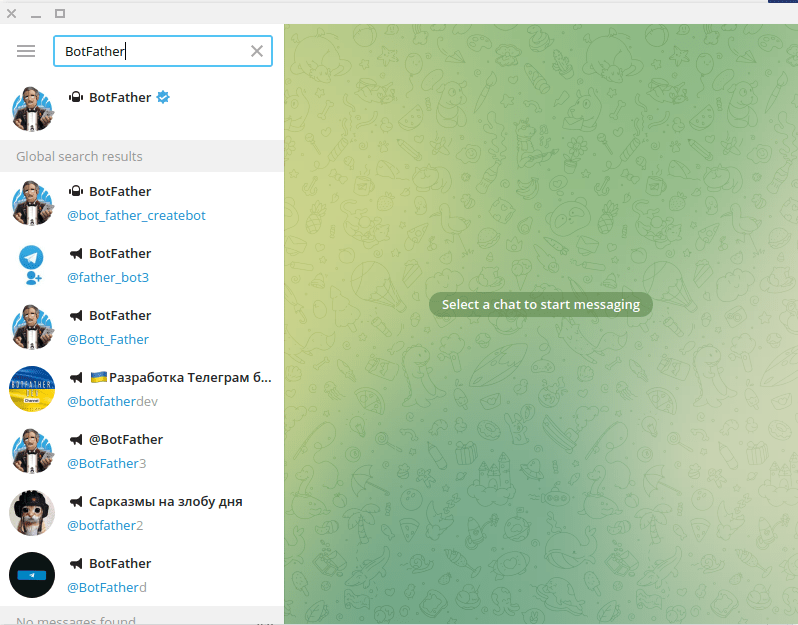 BotFather
BotFather
Global search results
BotFather
@bot_father_createbot
BotFather
@father_bot3
BotFather
@Bott_Father
🇺🇦Разработка Телеграм б...
@botfatherdev
@BotFather
@BotFather3
Сарказмы на злобу дня
@botfather2
BotFather
@BotFatherd
No messages found
Select a chat to start messaging